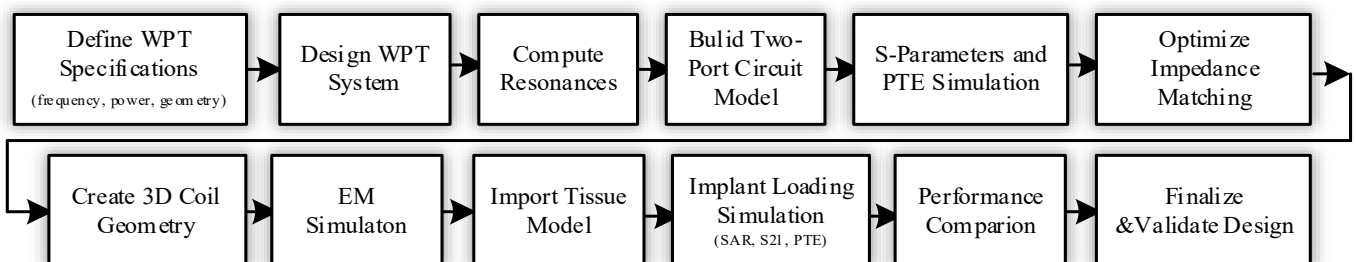 Define WPT
Specifications
(frequency, power, geometry)
Design WPT
System
Compute
Resonances
Bulid Two-
Port Circuit
Model
S-Parameters and
PTE Simulation
Optimize
Impedance
Matching
Create 3D Coil
Geometry
EM
Simulaton
Import Tissue
Model
Implant Loading
Simulation
(SAR, S21, PTE)
Performance
Comparion
Finalize
&Validate Design